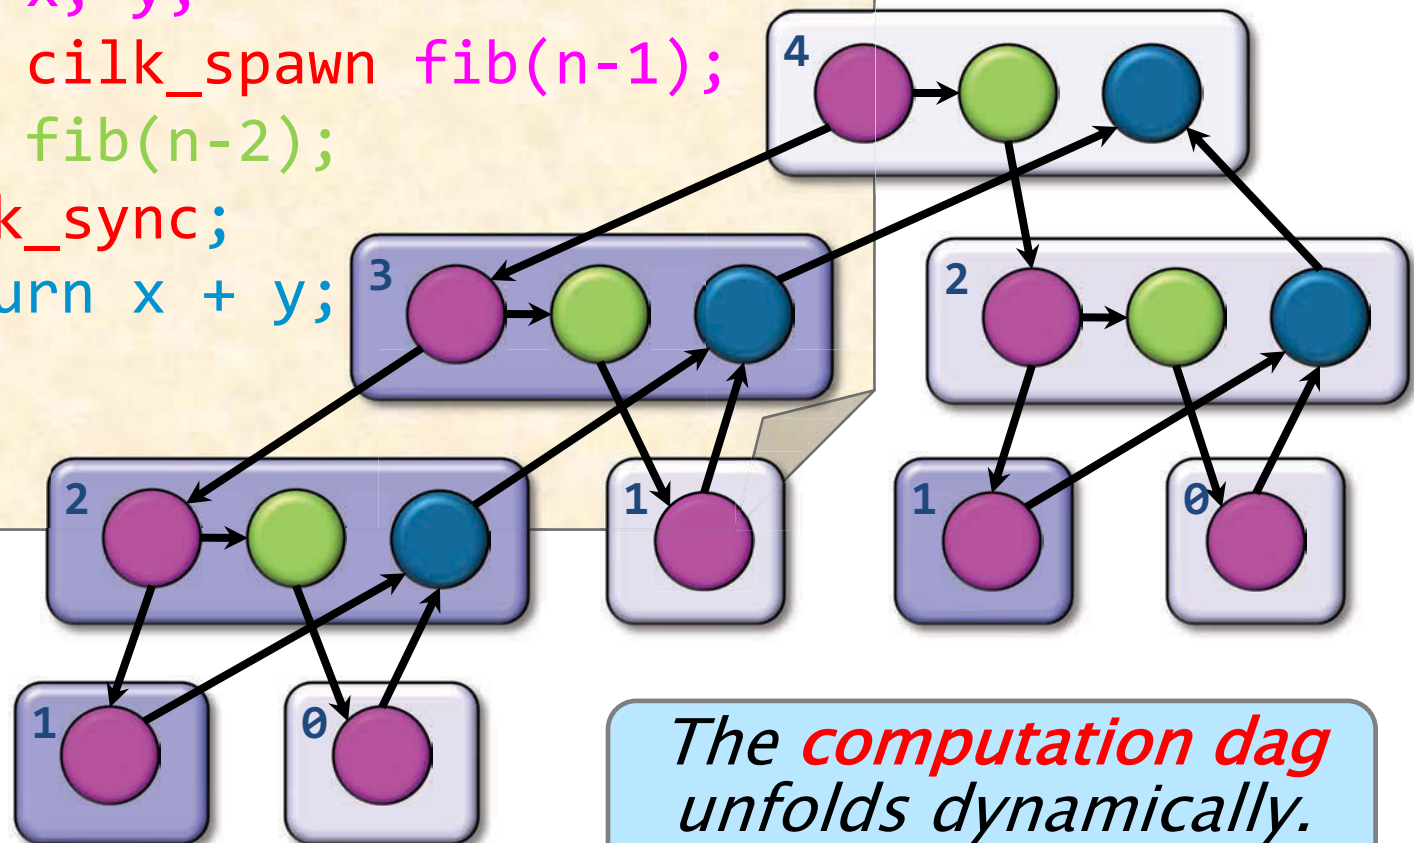 x, y;
cilk_spawn fib(n-1);
fib(n-2);
k_sync;
urn x + y;
4
3
2
2
1
1
0
1
0
The computation dag
unfolds dynamically.